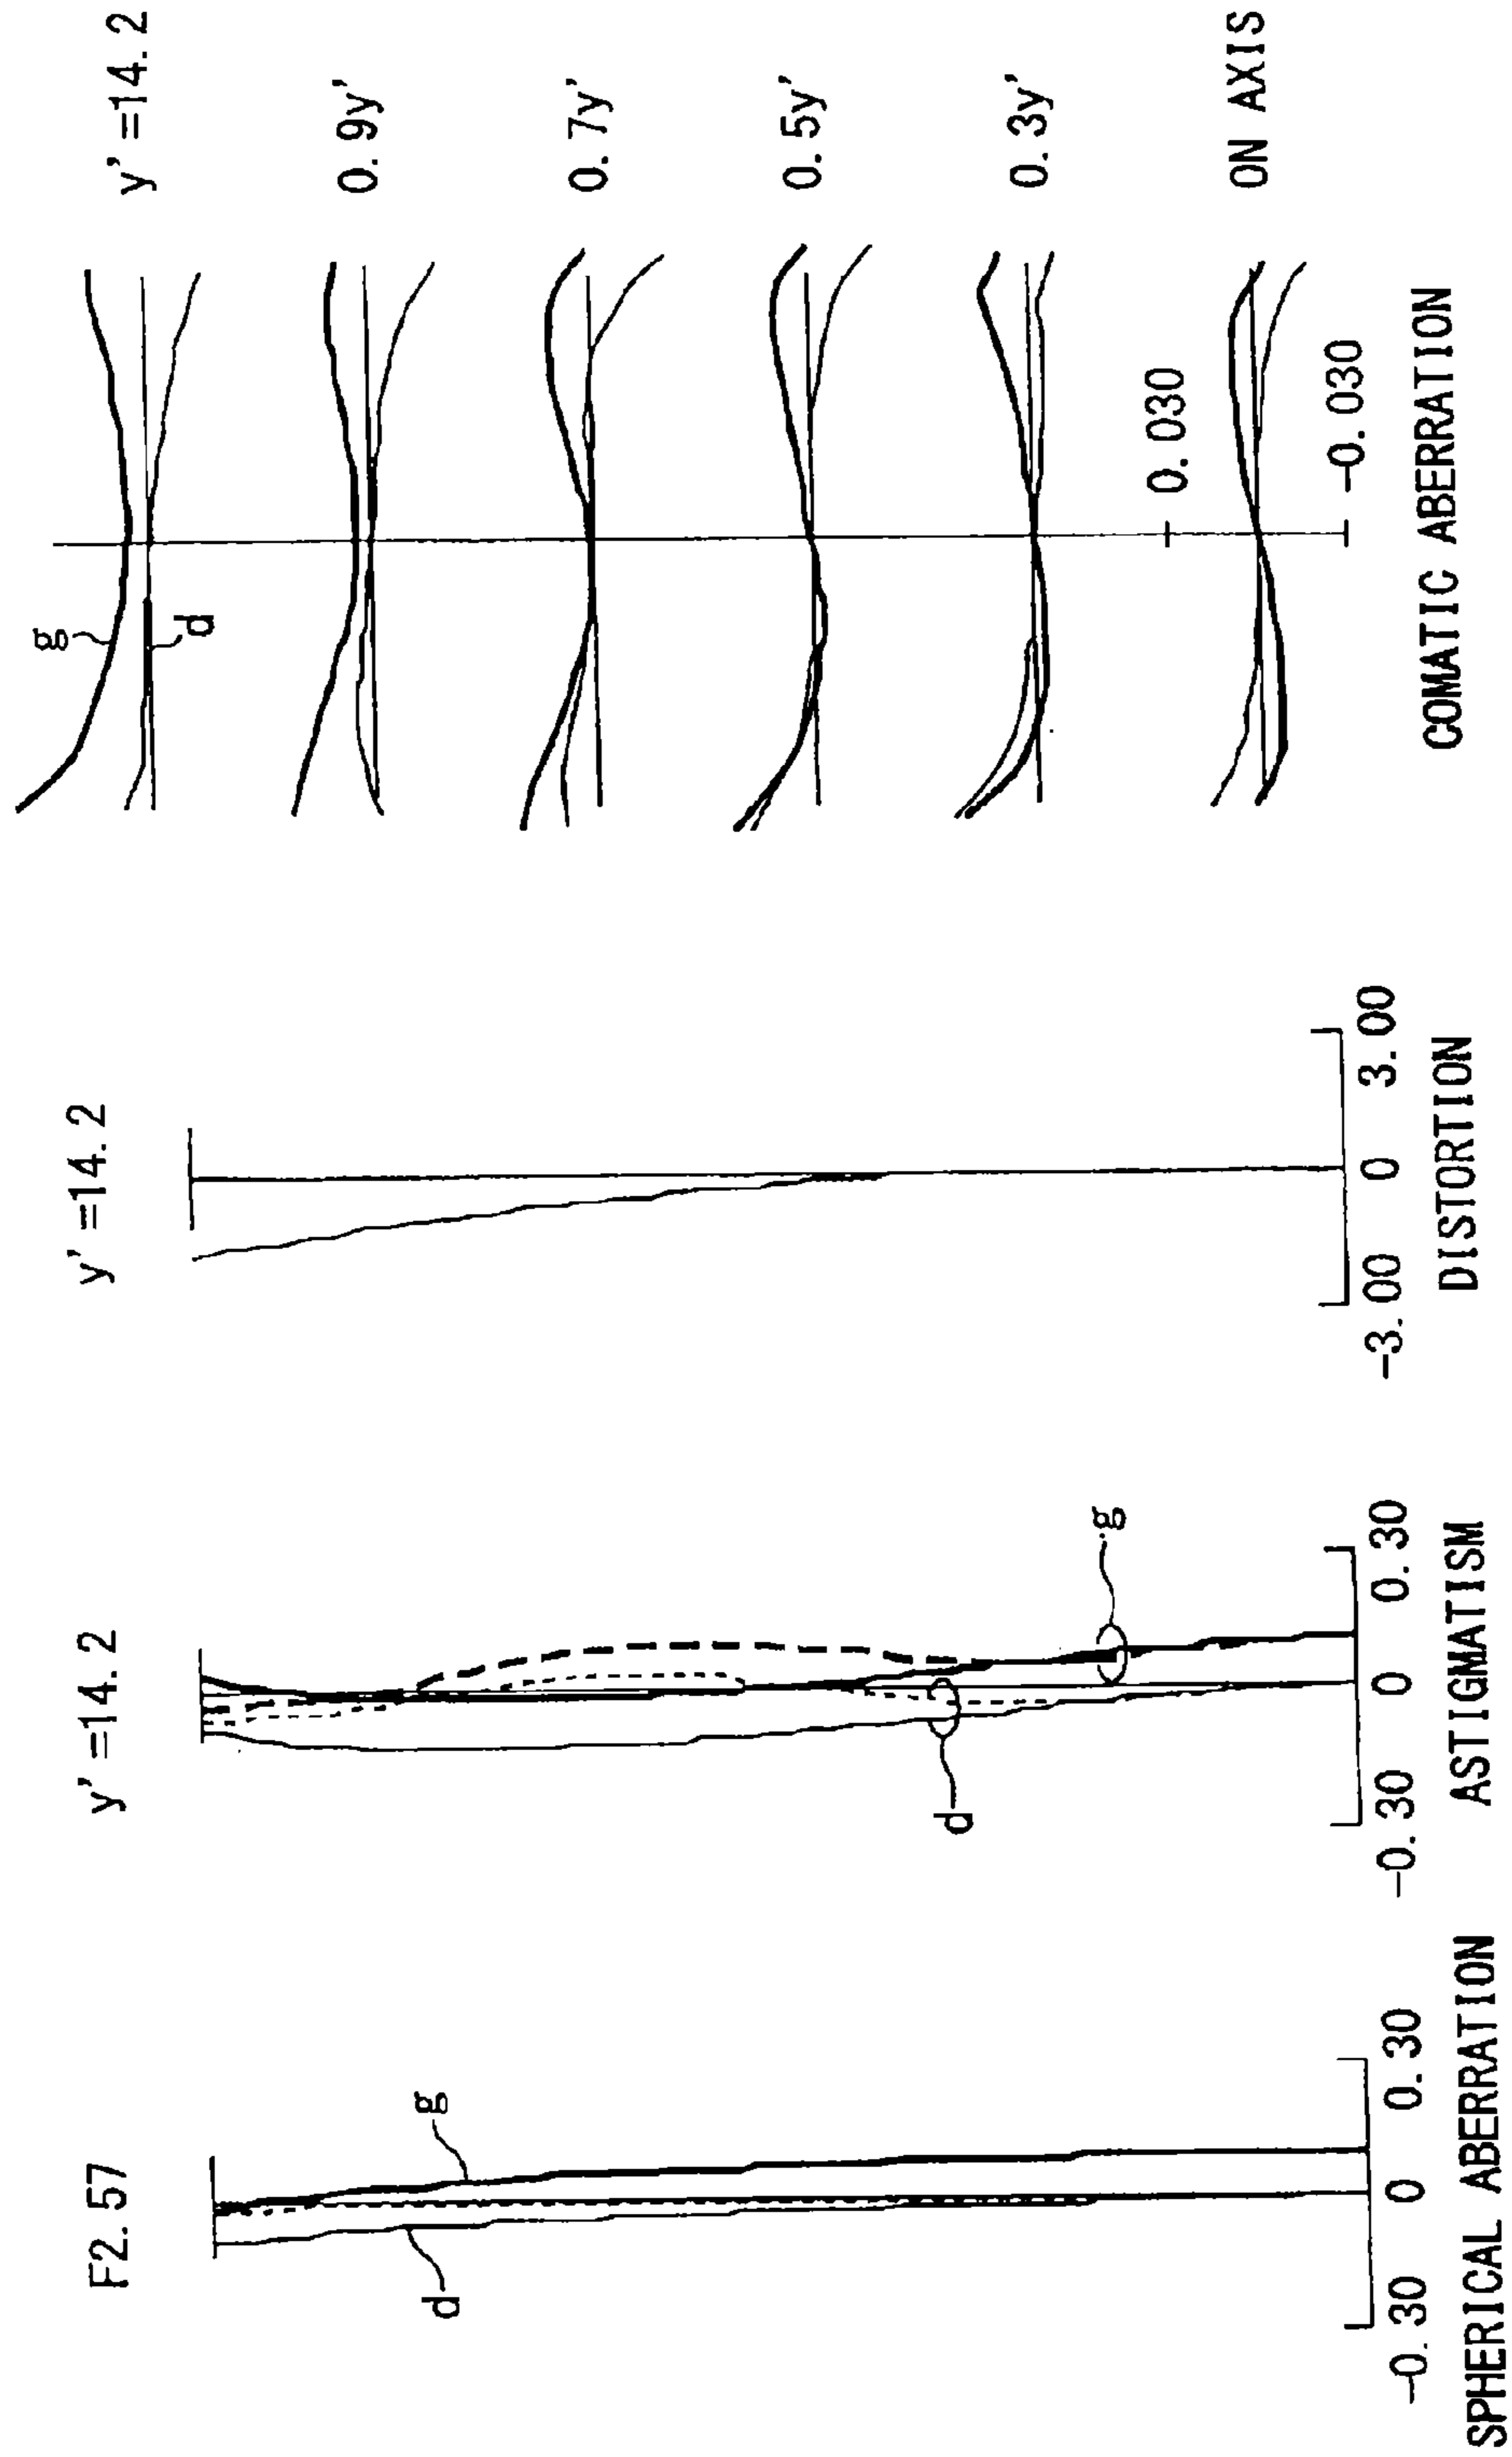 F2.57
g
d
-0.30 0 0.30
SPHERICAL ABERRATION
y'=14.2
g
d
-0.30 0 0.30
ASTIGMATISM
y'=14.2
-3.00 0 3.00
DISTORTION
y'=14.2
g
d
0.9y'
0.7y'
0.5y'
0.3y'
0.030
ON AXIS
-0.030
COMATIC ABERRATION